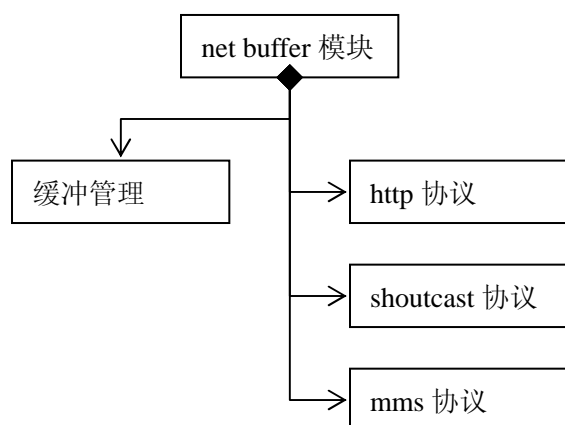 net buffer 模块
缓冲管理
http 协议
shoutcast 协议
mms 协议